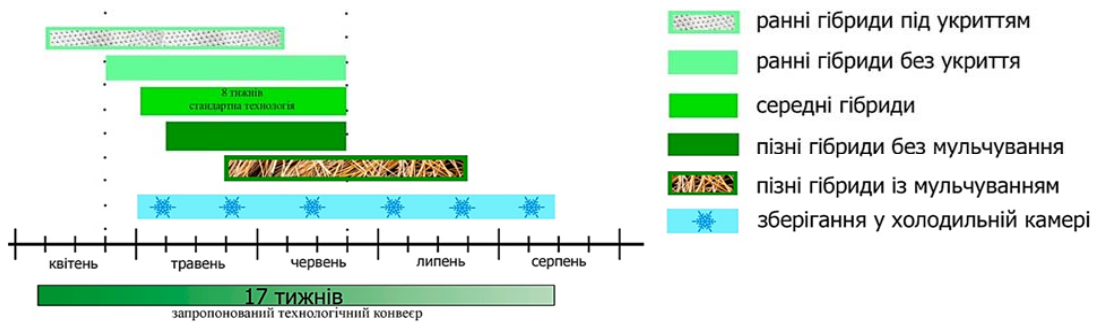 8 тижнів
стандартна технологія
квітень
травень
червень
липень
серпень
17 тижнів
запропонований технологічний конвеєр
ранні гібриди під укриттям
ранні гібриди без укриття
середні гібриди
пізні гібриди без мульчування
пізні гібриди із мульчуванням
зберігання у холодильній камері